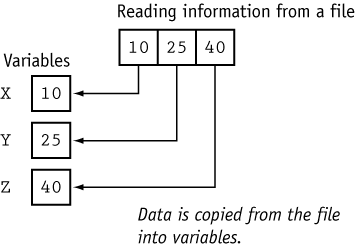 Reading information from a file
10 25 40
Variables
X 10
Y 25
Z 40
Data is copied from the file
into variables.